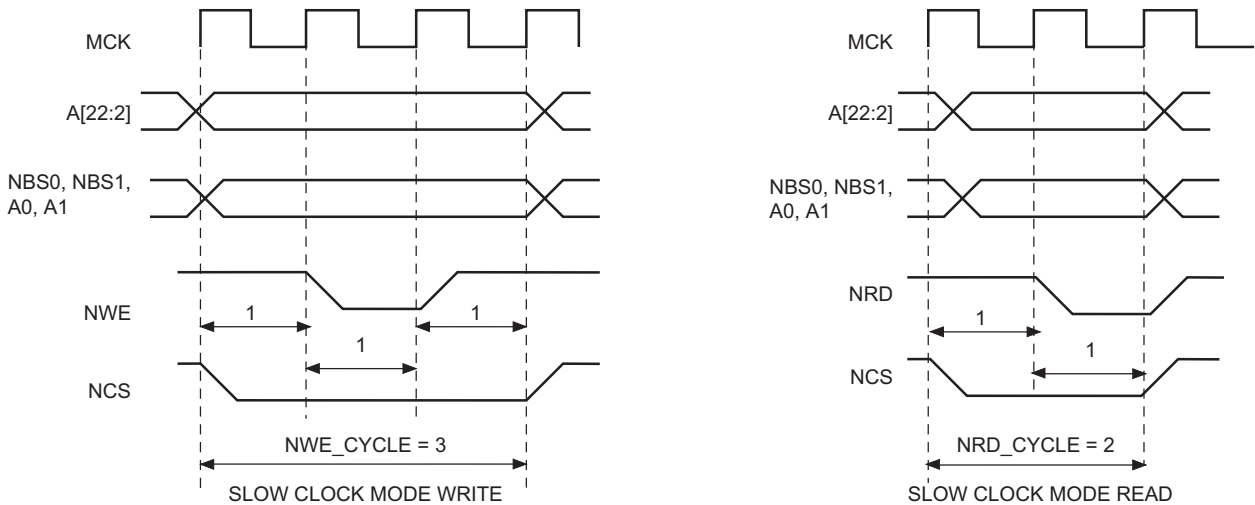 MCK
A[22:2]
NBS0, NBS1,
A0, A1
NWE
1
1
1
NCS
NWE_CYCLE = 3
SLOW CLOCK MODE WRITE
MCK
A[22:2]
NBS0, NBS1,
A0, A1
NRD
1
1
NCS
NRD_CYCLE = 2
SLOW CLOCK MODE READ